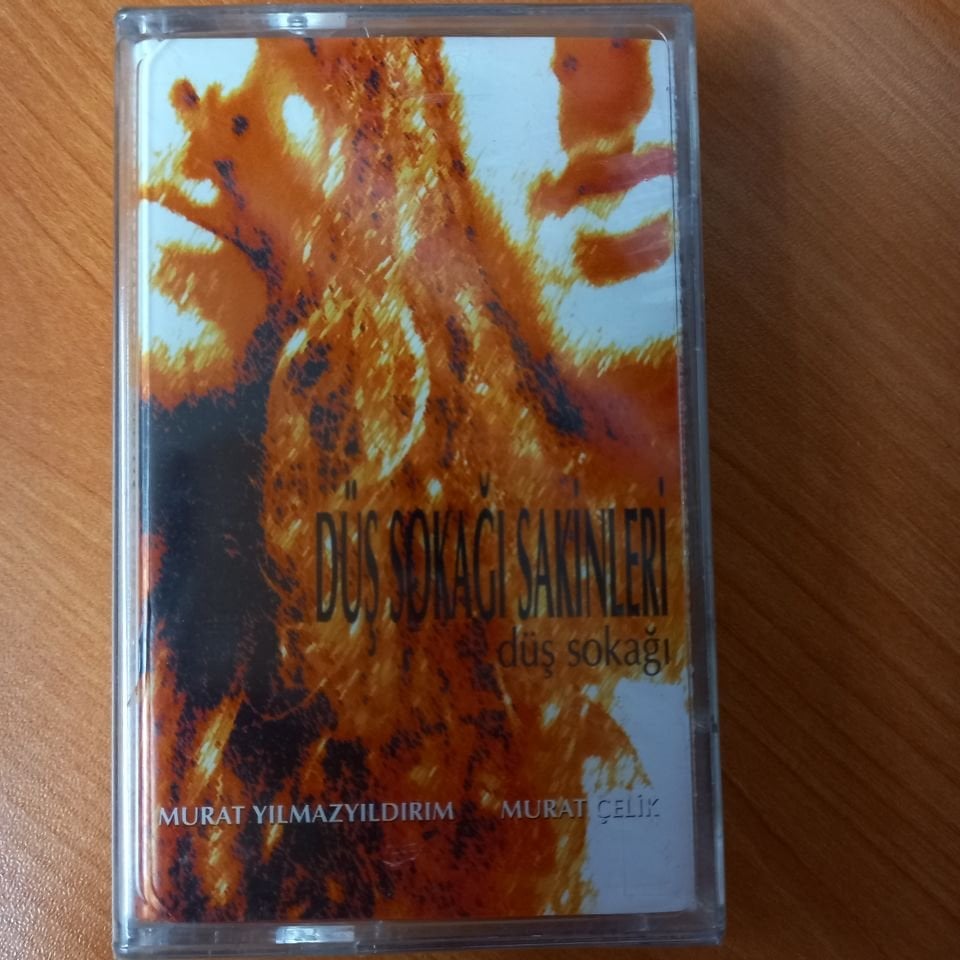 DÜŞ SOKAĞI SAKİNLERİ
düş sokağı
MURAT YILMAZYILDIRIM MURAT ÇELİK